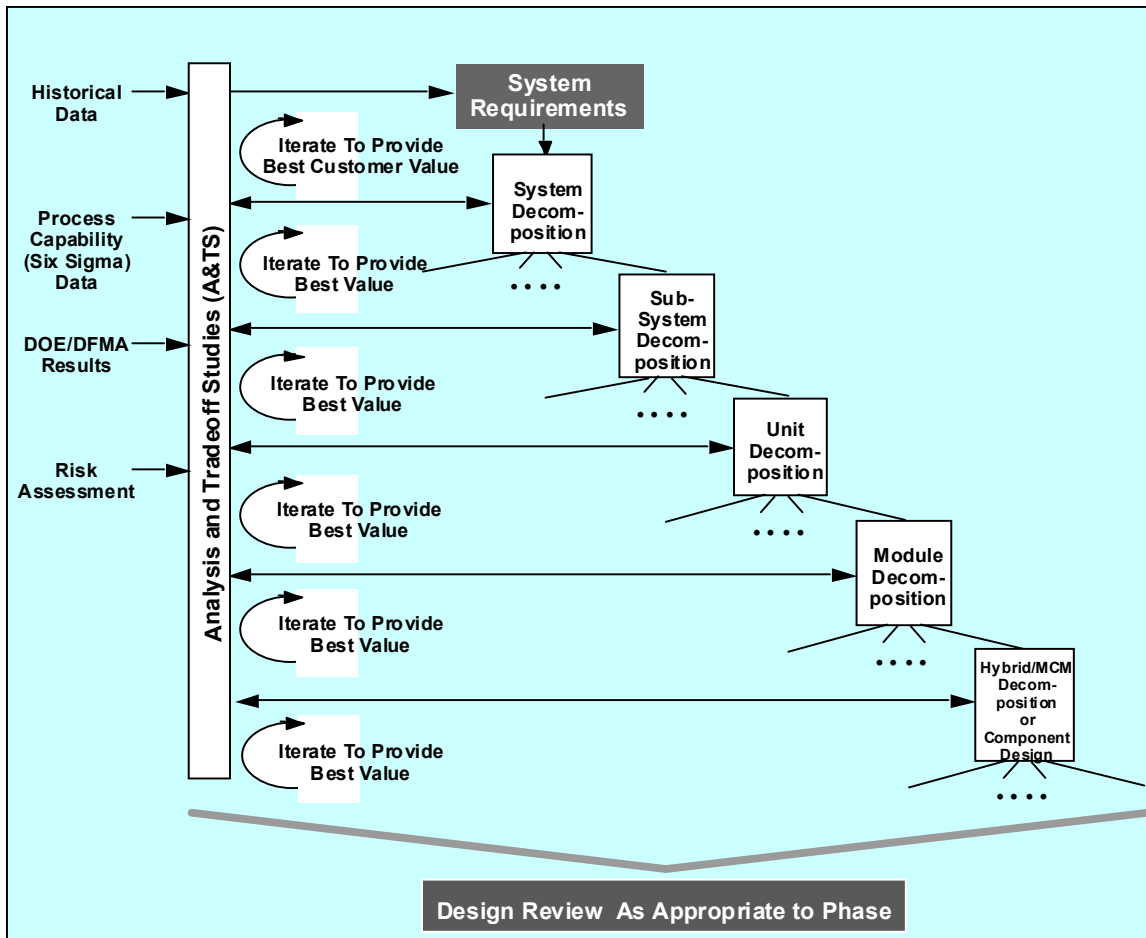 Historical
Data
Process
Capability
(Six Sigma)
Data
DOE/DFMA
Results
Risk
Assessment
Analysis and Tradeoff Studies (A&TS)
System
Requirements
Iterate To Provide
Best Customer Value
System
Decom-
position
Iterate To Provide
Best Value
Sub-
System
Decom-
position
Iterate To Provide
Best Value
Unit
Decom-
position
Iterate To Provide
Best Value
Module
Decom-
position
Iterate To Provide
Best Value
Hybrid/MCM
Decom-
position
or
Component
Design
Iterate To Provide
Best Value
Design Review As Appropriate to Phase